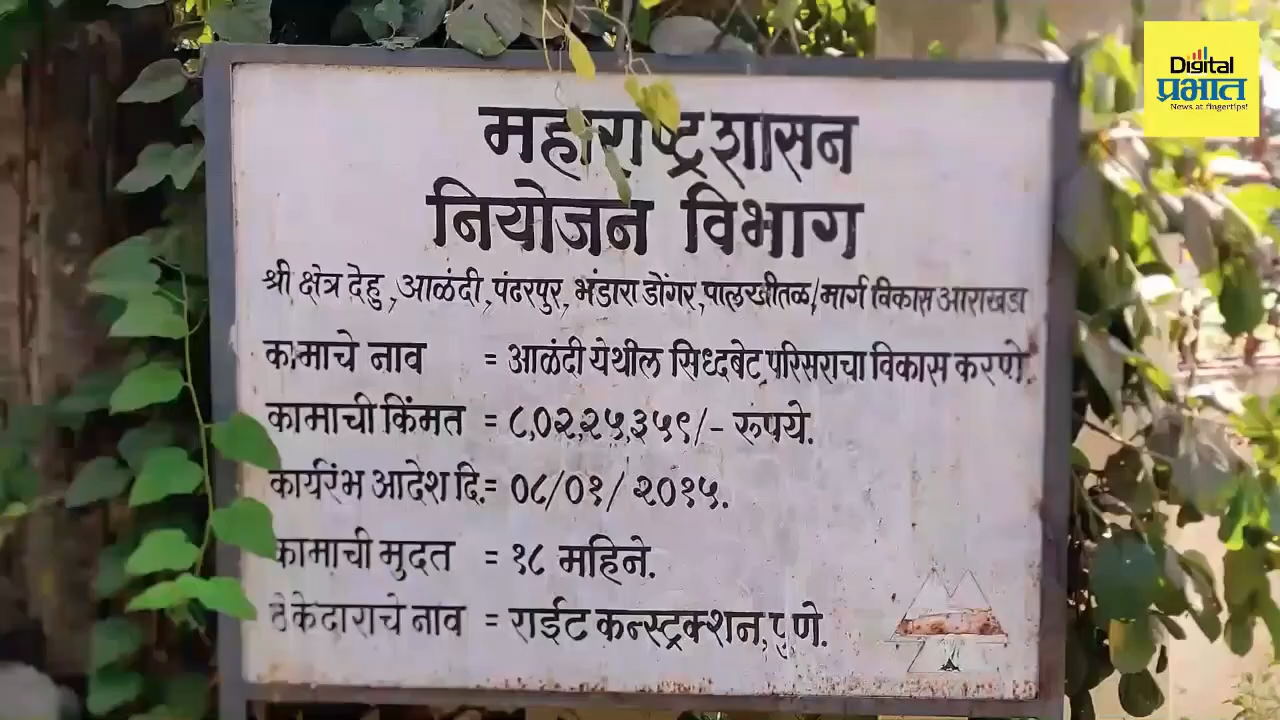 Digital
प्रभात
News at fingertips!
महाराष्ट्र शासन
नियोजन विभाग
श्री क्षेत्र देहु, आळंदी, पंढरपुर, भंडारा डोंगर, पालखीतळ/मार्ग विकास आराखडा
कामाचे नाव = आळंदी येथील सिध्दबेट परिसराचा विकास करणे.
कामाची किंमत = ८,०२,२५,३५९/- रूपये.
कार्यरंभ आदेश दि.= ०८/०१/२०१५.
कामाची मुदत = १८ महिने.
ठेकेदाराचे नाव = राईट कन्स्ट्रक्शन, पुणे.